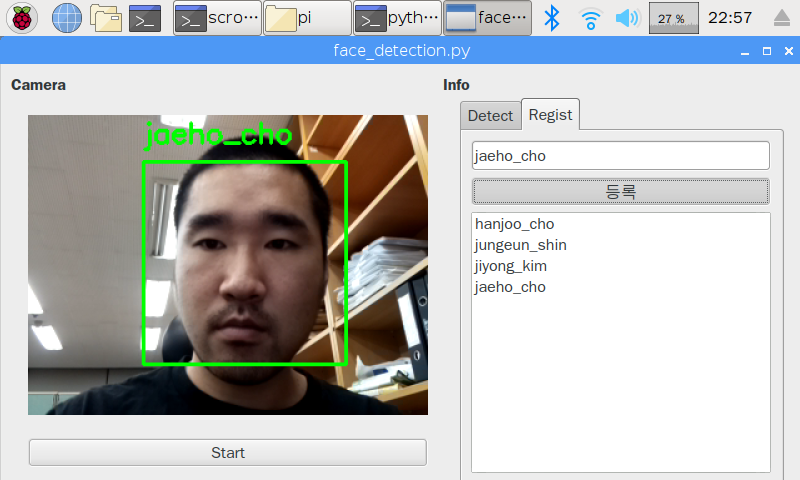 scro...
pi
pyth...
face...
27 %
22:57
face_detection.py
Camera
Info
Detect
Regist
jaeho_cho
jaeho_cho
등록
hanjoo_cho
jungeun_shin
jiyong_kim
jaeho_cho
Start